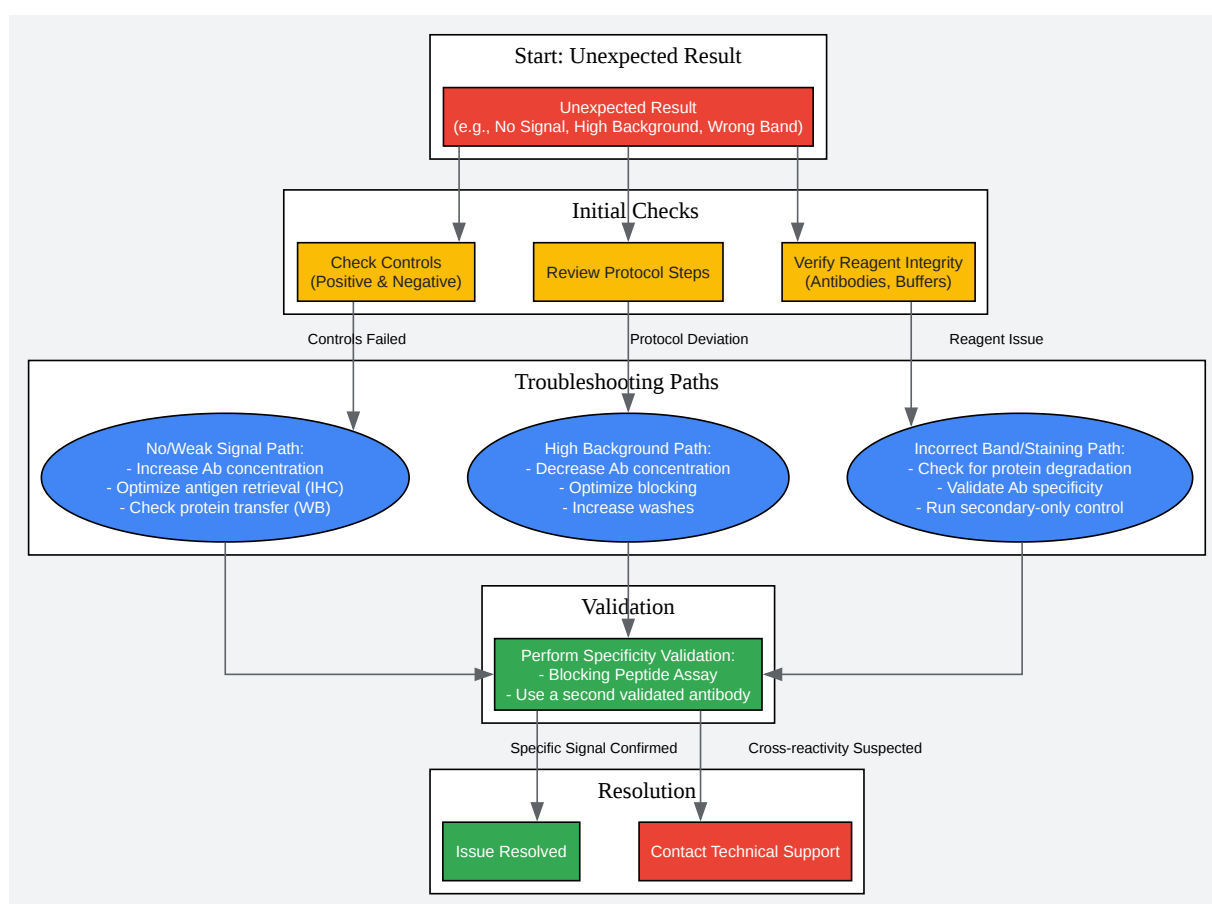 Start: Unexpected Result
Unexpected Result
(e.g., No Signal, High Background, Wrong Band)
Initial Checks
Check Controls
(Positive & Negative)
Review Protocol Steps
Verify Reagent Integrity
(Antibodies, Buffers)
Controls Failed
Protocol Deviation
Reagent Issue
Troubleshooting Paths
No/Weak Signal Path:
- Increase Ab concentration
- Optimize antigen retrieval (IHC)
- Check protein transfer (WB)
High Background Path:
- Decrease Ab concentration
- Optimize blocking
- Increase washes
Incorrect Band/Staining Path:
- Check for protein degradation
- Validate Ab specificity
- Run secondary-only control
Validation
Perform Specificity Validation:
- Blocking Peptide Assay
- Use a second validated antibody
Specific Signal Confirmed
Cross-reactivity Suspected
Resolution
Issue Resolved
Contact Technical Support